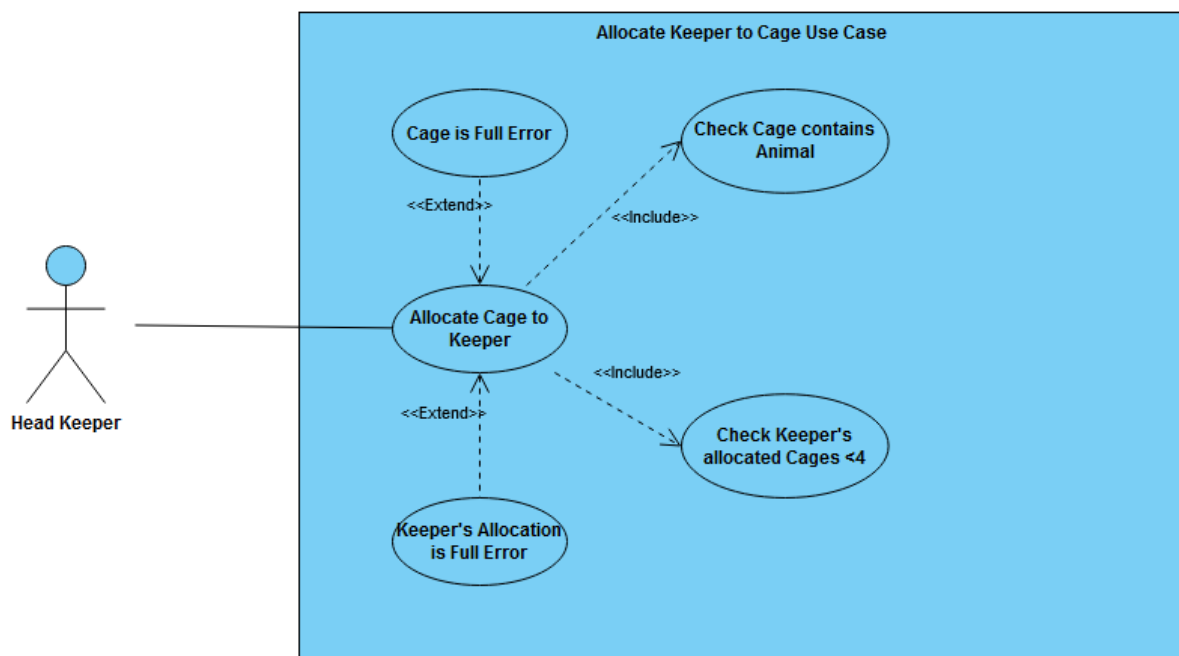 Allocate Keeper to Cage Use Case
Cage is Full Error
Check Cage contains
Animal
<<Extend>>
<<Include>>
Allocate Cage to
Keeper
<<Include>>
<<Extend>>
Head Keeper
Check Keeper's
allocated Cages <4
Keeper's Allocation
is Full Error